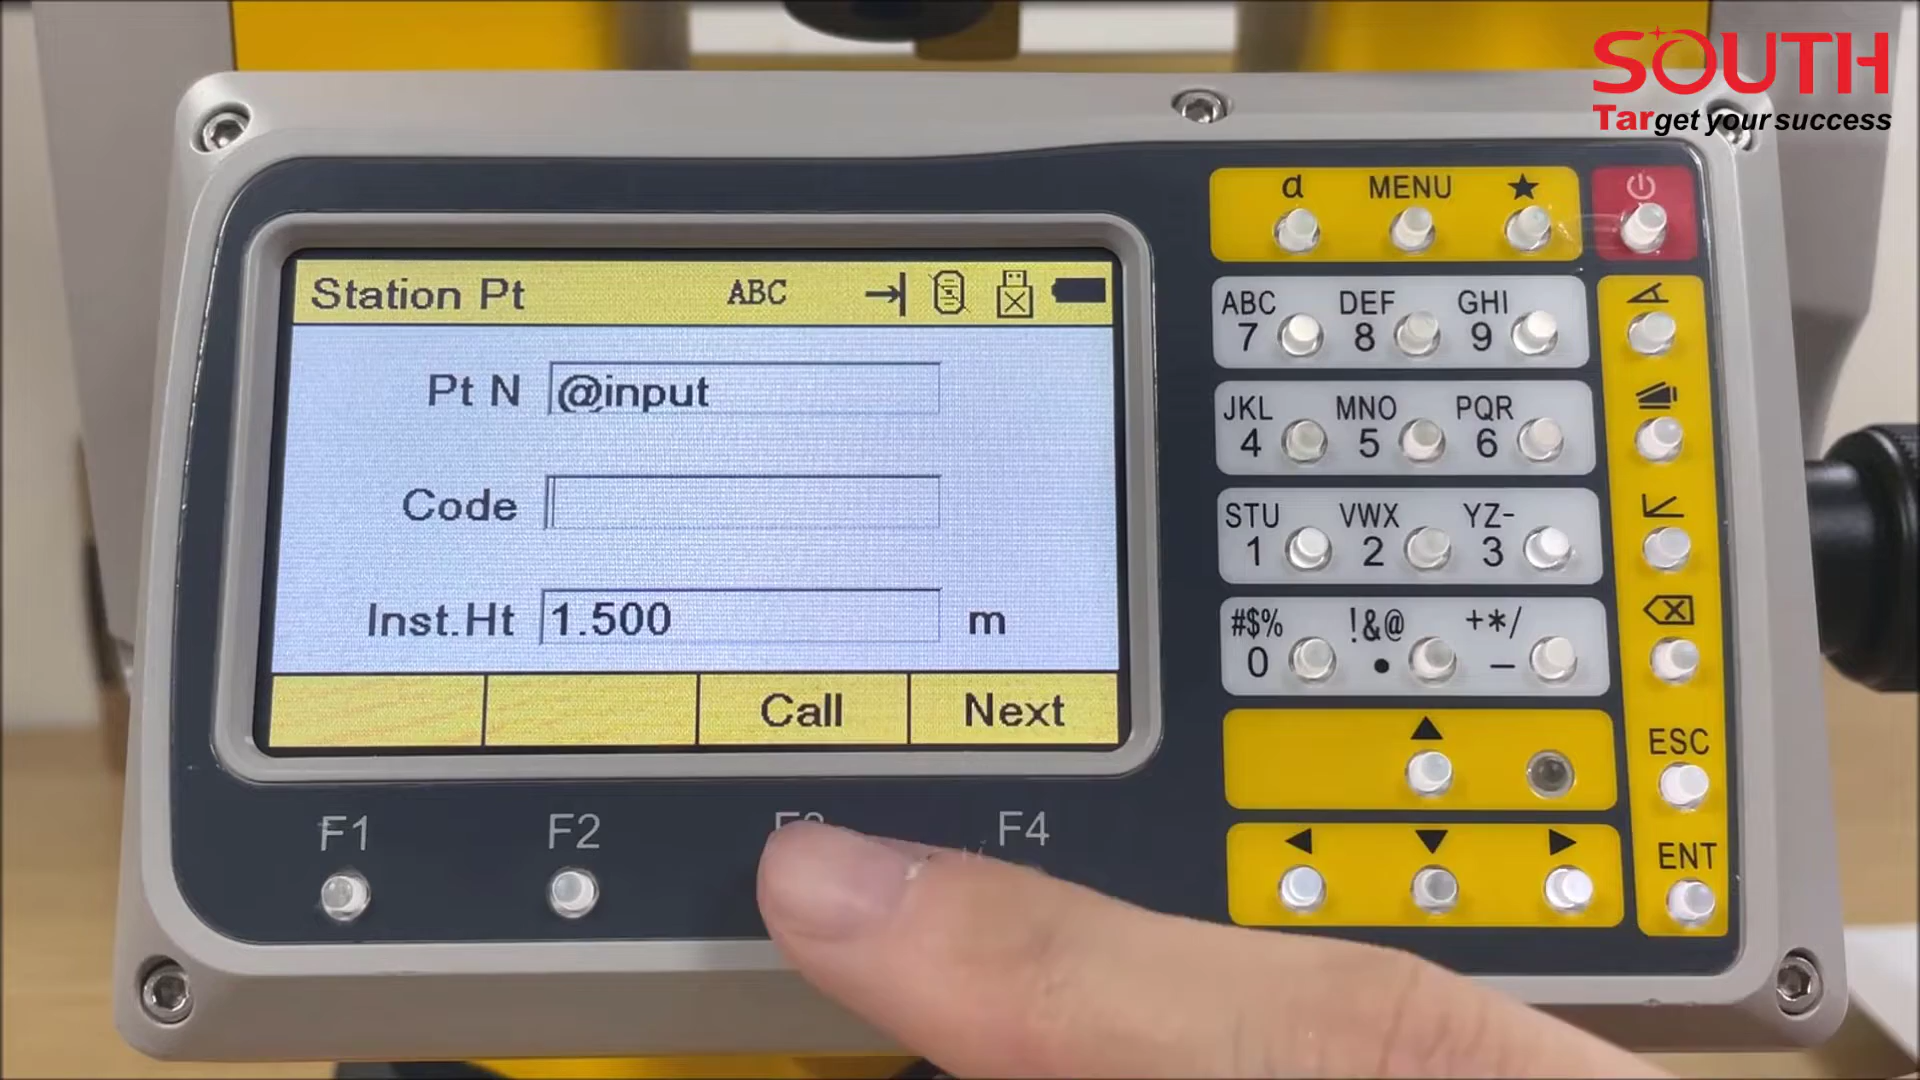 SOUTH
Target your success
α MENU ★
Station Pt ABC
ABC DEF GHI
7 8 9
Pt N @input
JKL MNO PQR
4 5 6
Code
STU VWX YZ-
1 2 3
Inst.Ht 1.500 m
#$% !&@ +*/
0 • –
Call Next
ESC
F1 F2 F3 F4
ENT